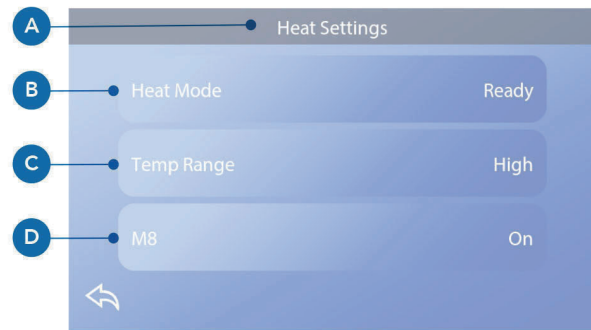 A
Heat Settings
B
Heat Mode
Ready
C
Temp Range
High
D
M8
On